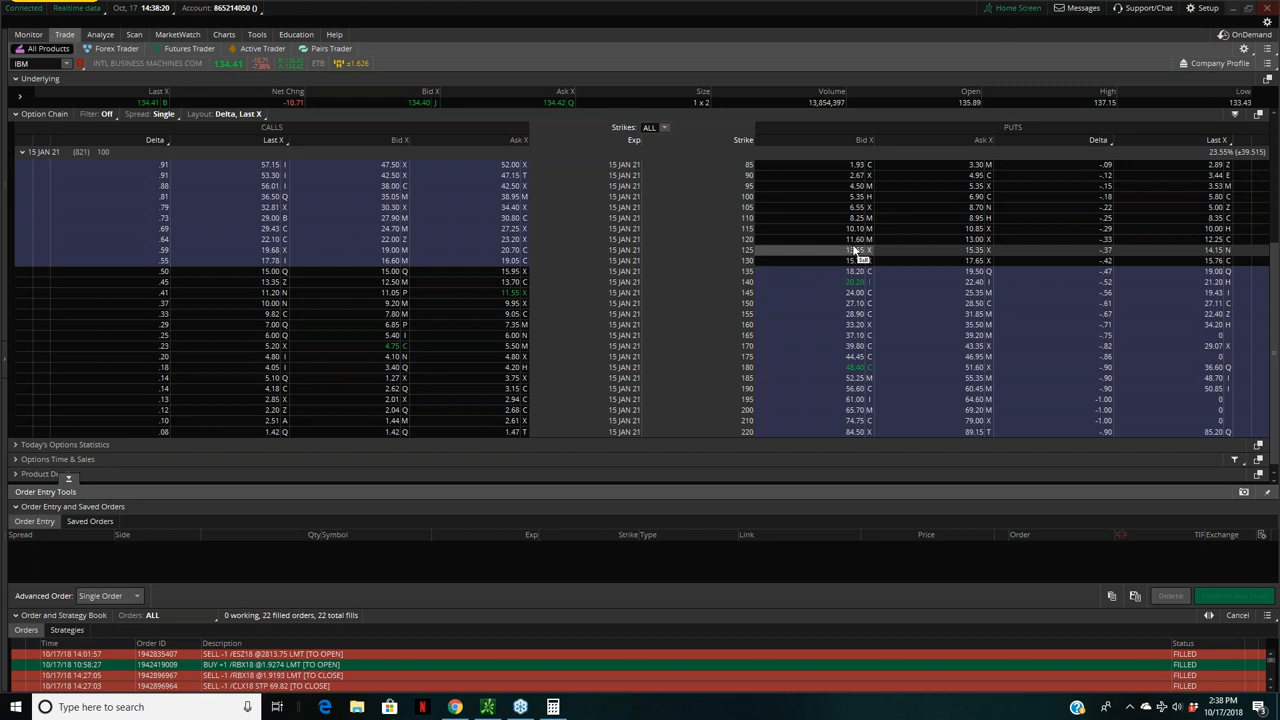 Connected Realtime data 14:38:20 Account: 865214050 () Home Screen Messages Support/Chat Setup
Monitor Trade Analyze Scan MarketWatch Charts Tools Education Help OnDemand
All Products Forex Trader Futures Trader Active Trader Pairs Trader
IBM INTL BUSINESS MACHINES COM 134.41 -10.71 -7.38% B: 134.40 A: 134.42 ETB ±1.626 Company Profile
Underlying
Last X Net Chng Bid X Ask X Size Volume Open High Low
134.41 B -10.71 134.40 J 134.42 Q 1 x 2 13,854,397 135.89 137.15 133.43
Option Chain Filter: Off Spread: Single Layout: Delta, Last X
CALLS Strikes: ALL PUTS
Delta Last X Bid X Ask X Exp Strike Bid X Ask X Delta Last X
15 JAN 21 (821) 100 23.55% (±39.515)
.91 57.15 I 47.50 X 52.00 X 15 JAN 21 85 1.93 C 3.30 M -.09 2.89 Z
.91 53.30 I 42.50 X 47.15 T 15 JAN 21 90 2.67 X 4.95 C -.12 3.44 E
.88 56.01 I 38.00 C 42.50 X 15 JAN 21 95 4.50 M 5.35 X -.15 3.53 M
.81 36.50 Q 35.05 M 38.95 M 15 JAN 21 100 5.35 H 6.90 C -.18 5.80 C
.79 32.81 X 30.30 X 34.40 X 15 JAN 21 105 6.55 X 8.70 N -.22 5.00 Z
.73 29.00 B 27.90 M 30.80 C 15 JAN 21 110 8.25 M 8.95 H -.25 8.35 C
.69 29.43 C 24.70 M 27.25 X 15 JAN 21 115 10.10 M 10.85 X -.29 10.00 H
.64 22.10 C 22.00 Z 23.20 X 15 JAN 21 120 11.60 M 13.00 X -.33 12.25 C
.59 19.68 X 19.00 M 20.70 C 15 JAN 21 125 X 15.35 X -.37 14.15 N
.55 17.78 I 16.60 M 19.05 C 15 JAN 21 130 17.65 X -.42 15.76 C
.50 15.00 Q 15.00 X 15.95 X 15 JAN 21 135 18.20 C 19.50 Q -.47 19.00 Q
.45 13.35 Z 12.50 M 13.70 C 15 JAN 21 140 20.20 I 22.40 I -.52 21.20 H
.41 11.20 N 11.05 P 11.55 X 15 JAN 21 145 24.00 C 25.35 M -.56 19.43 I
.37 10.00 N 9.20 M 9.95 X 15 JAN 21 150 27.10 X 28.50 C -.61 27.11 C
.33 9.82 C 7.80 M 9.05 C 15 JAN 21 155 28.90 C 31.85 M -.67 22.40 Z
.29 7.00 Q 6.85 P 7.35 M 15 JAN 21 160 33.20 X 35.50 M -.71 34.20 H
.25 6.00 Q 5.40 I 6.60 N 15 JAN 21 165 37.10 C 39.20 M -.76 0
.23 5.20 X 4.75 C 5.50 M 15 JAN 21 170 39.80 C 43.35 X -.82 29.07 X
.20 4.80 I 4.10 N 4.80 X 15 JAN 21 175 44.45 C 46.95 M -.86 0
.18 4.05 I 3.40 Q 4.20 H 15 JAN 21 180 48.40 C 51.60 X -.90 36.60 Q
.14 5.10 Q 1.27 X 3.75 X 15 JAN 21 185 52.25 M 55.35 M -.90 48.70 I
.14 4.18 C 2.62 Q 3.15 C 15 JAN 21 190 56.60 C 60.45 M -.90 50.85 I
.13 2.85 X 2.01 X 2.94 C 15 JAN 21 195 61.00 I 64.60 M -1.00 0
.12 2.20 Z 2.04 Q 2.68 C 15 JAN 21 200 65.70 M 69.20 M -1.00 0
.10 2.51 A 1.44 M 2.61 X 15 JAN 21 210 74.75 C 79.00 X -1.00 0
.08 1.42 Q 1.42 Q 1.47 T 15 JAN 21 220 84.50 X 89.15 T -.90 85.20 Q
Today's Options Statistics
Options Time & Sales
Order Entry Tools
Order Entry and Saved Orders
Order Entry Saved Orders
Spread Side Qty Symbol Exp Strike Type Link Price Order TIF Exchange
Advanced Order: Single Order Delete
Order and Strategy Book Orders: ALL 0 working, 22 filled orders, 22 total fills Cancel
Orders Strategies
Time Order ID Description Status
10/17/18 14:01:57 1942835407 SELL -1 /ESZ18 @2813.75 LMT [TO OPEN] FILLED
10/17/18 10:58:27 1942419009 BUY +1 /RBX18 @1.9274 LMT [TO OPEN] FILLED
10/17/18 14:27:03 1942896967 SELL -1 /RBX18 @1.9193 LMT [TO CLOSE] FILLED
10/17/18 14:27:03 1942896964 SELL -1 /CLX18 STP 69.82 [TO CLOSE] FILLED
Type here to search
2:38 PM
10/17/2018